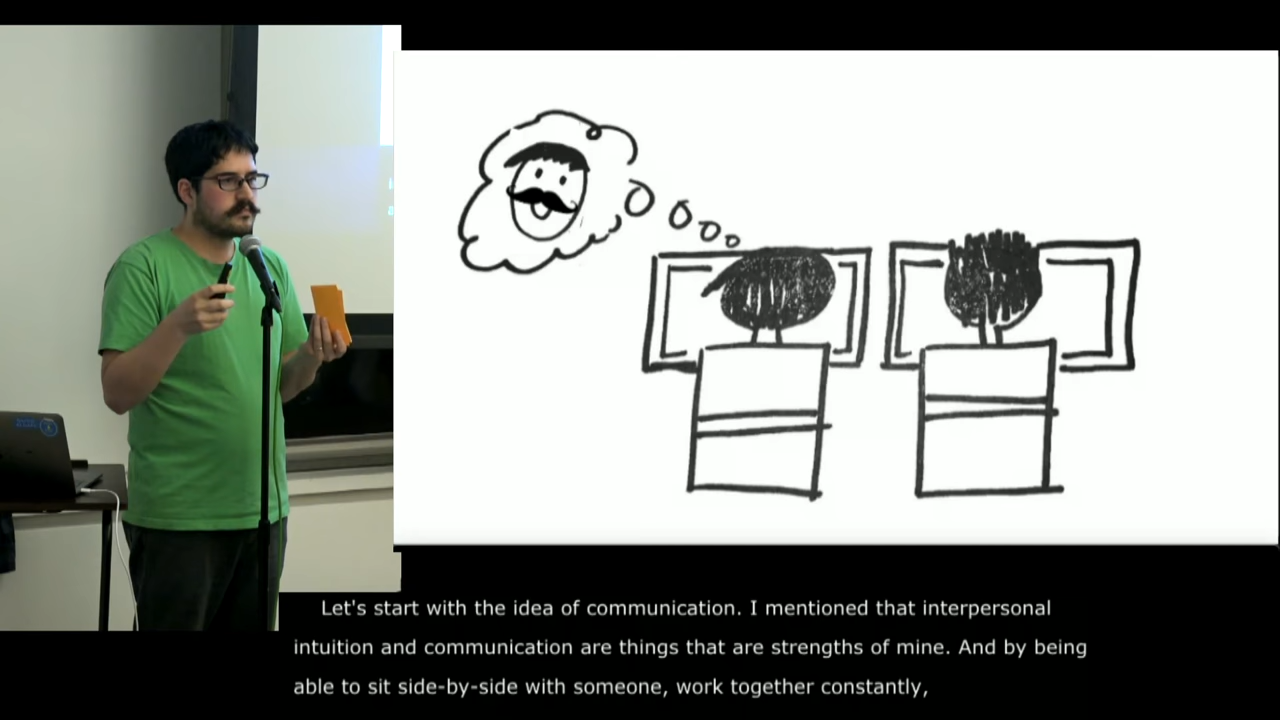 Let's start with the idea of communication. I mentioned that interpersonal
intuition and communication are things that are strengths of mine. And by being
able to sit side-by-side with someone, work together constantly,